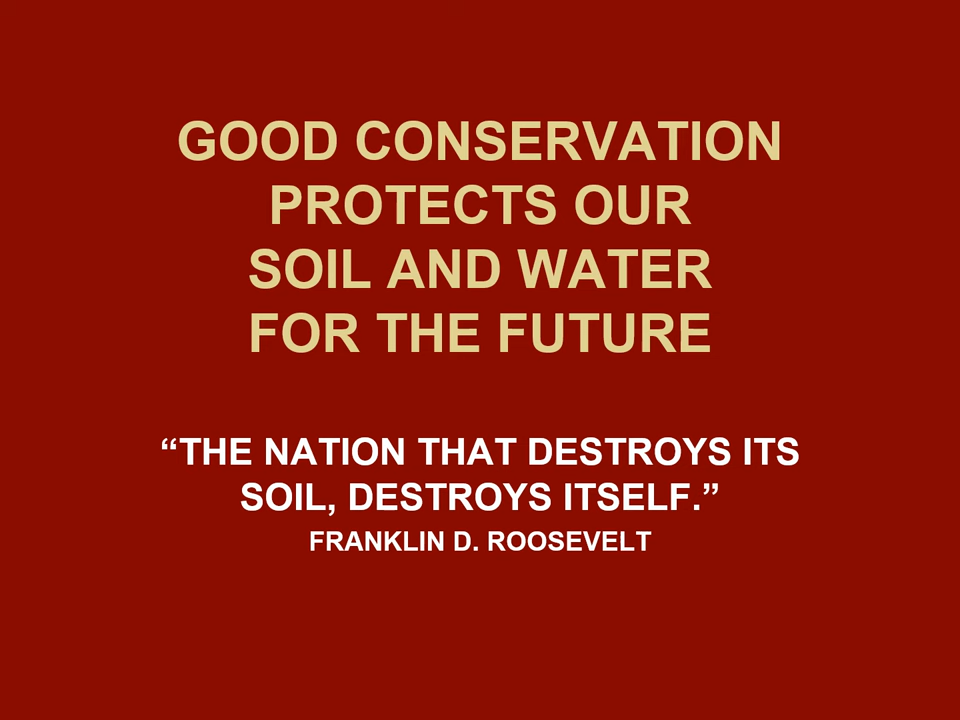 GOOD CONSERVATION
PROTECTS OUR
SOIL AND WATER
FOR THE FUTURE
“THE NATION THAT DESTROYS ITS
SOIL, DESTROYS ITSELF.”
FRANKLIN D. ROOSEVELT